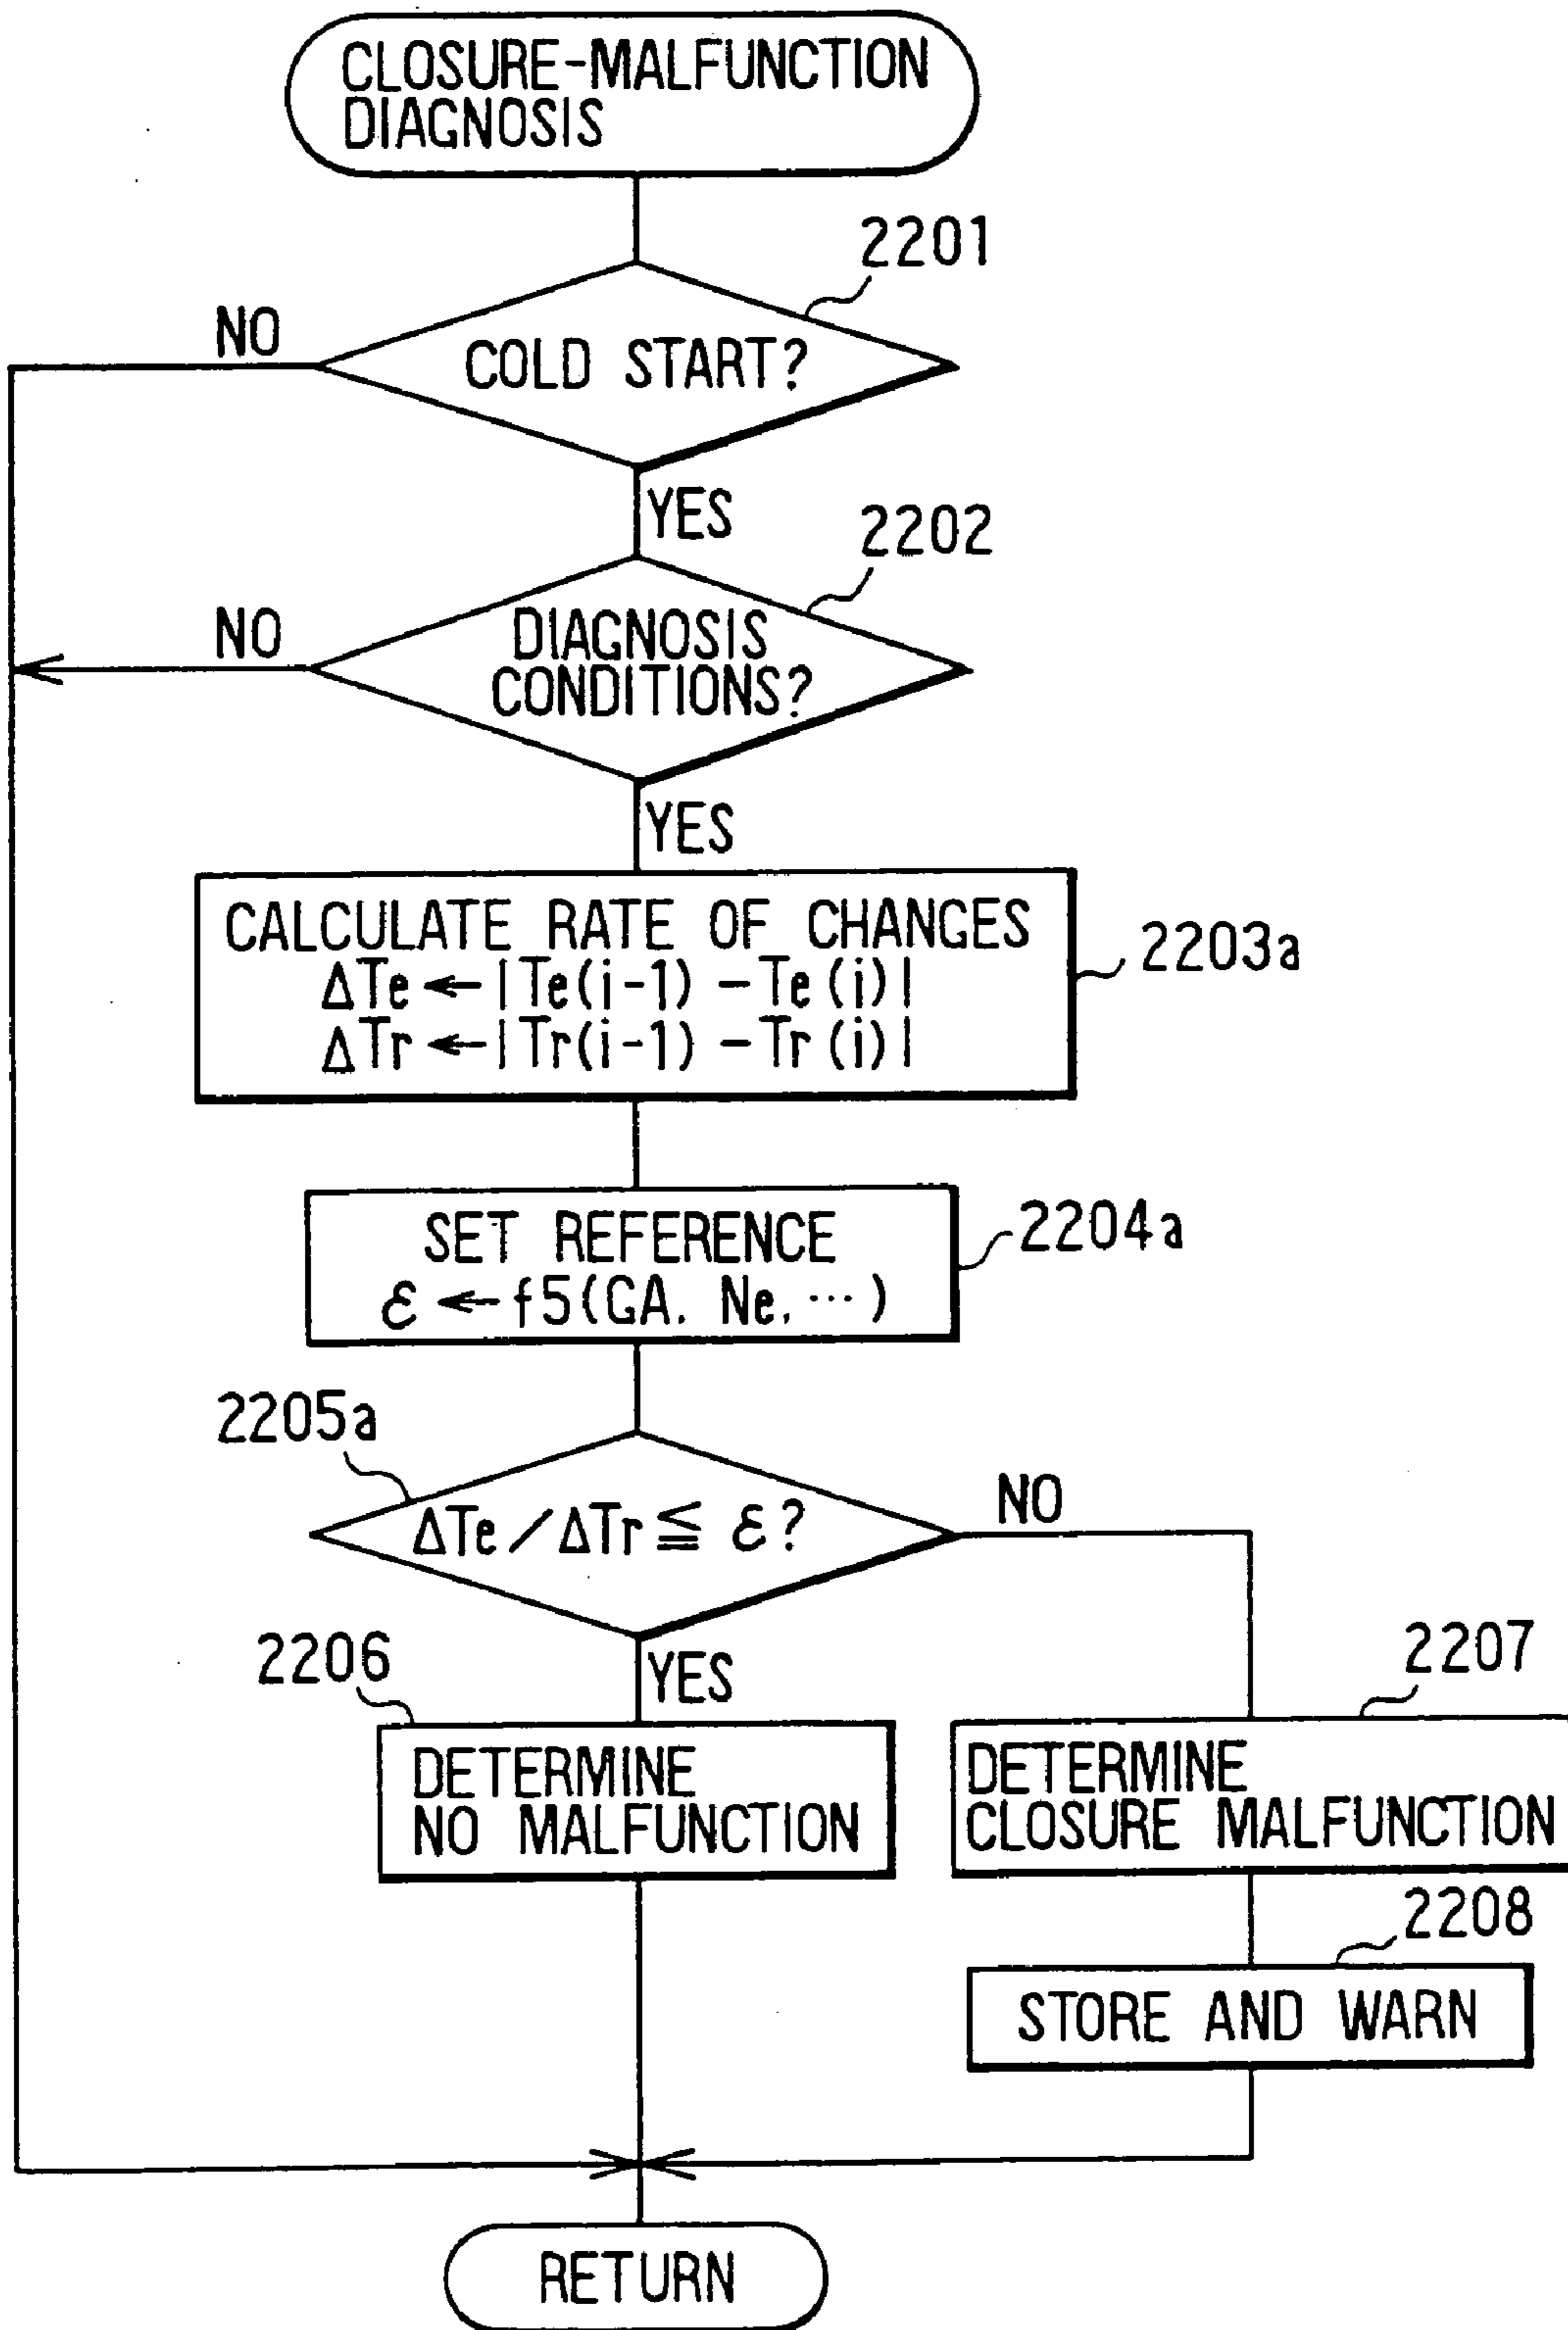 CLOSURE-MALFUNCTION
DIAGNOSIS
2201
NO
COLD START?
YES
2202
NO
DIAGNOSIS
CONDITIONS?
YES
CALCULATE RATE OF CHANGES
ΔTe ← |Te(i-1) - Te(i)|
ΔTr ← |Tr(i-1) - Tr(i)|
2203a
SET REFERENCE
ε ← f5(GA, Ne, ⋯)
2204a
2205a
ΔTe/ΔTr ≦ ε?
NO
YES
2206
DETERMINE
NO MALFUNCTION
2207
DETERMINE
CLOSURE MALFUNCTION
2208
STORE AND WARN
RETURN